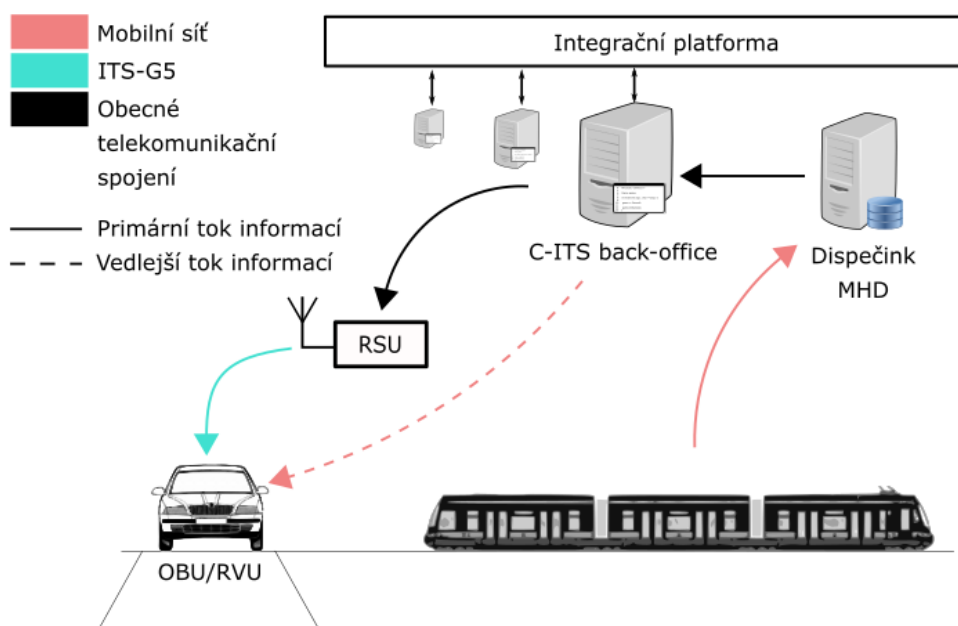 Mobilní síť
ITS-G5
Obecné
telekomunikační
spojení
Primární tok informací
Vedlejší tok informací
Integrační platforma
C-ITS back-office
Dispečink
MHD
RSU
OBU/RVU